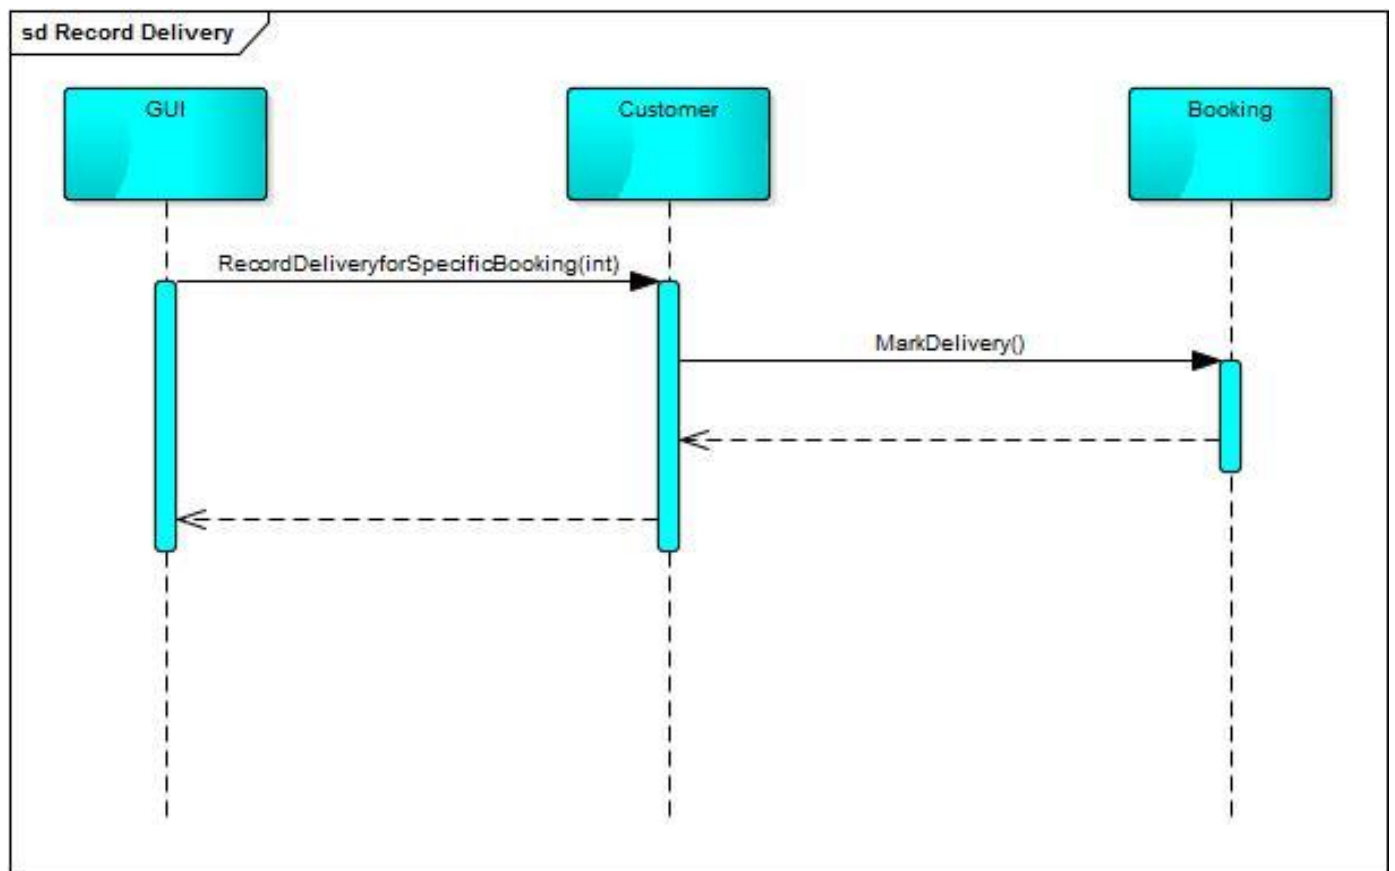 sd Record Delivery
GUI
Customer
Booking
RecordDeliveryforSpecificBooking(int)
MarkDelivery()